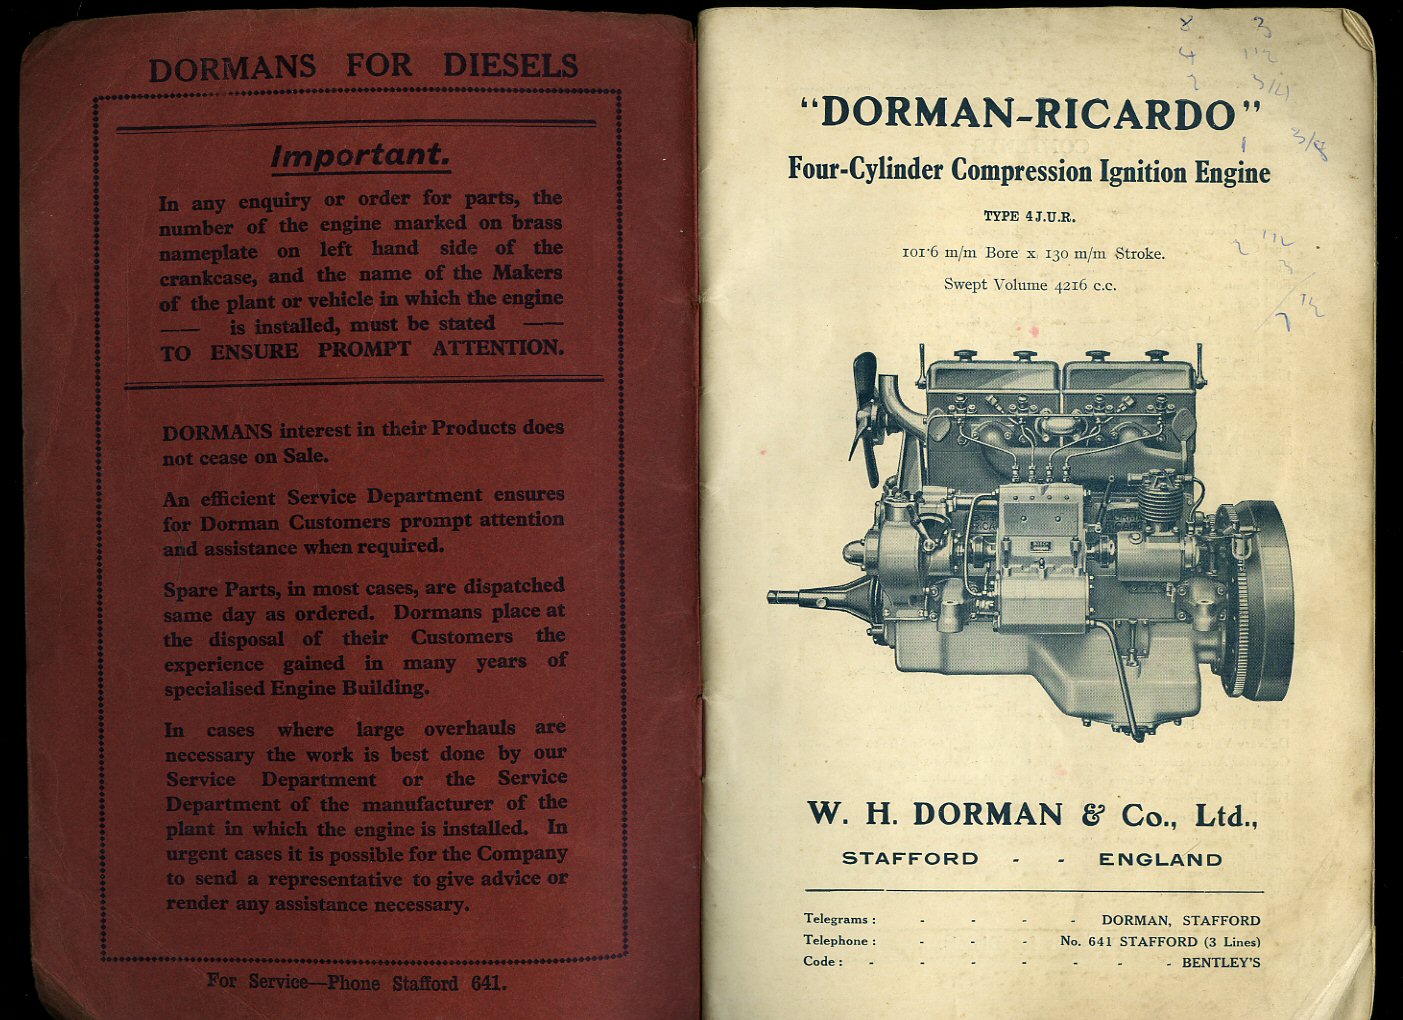 DORMANS FOR DIESELS
Important.
In any enquiry or order for parts, the
number of the engine marked on brass
nameplate on left hand side of the
crankcase, and the name of the Makers
of the plant or vehicle in which the engine
is installed, must be stated
TO ENSURE PROMPT ATTENTION.
DORMANS interest in their Products does
not cease on Sale.
An efficient Service Department ensures
for Dorman Customers prompt attention
and assistance when required.
Spare Parts, in most cases, are dispatched
same day as ordered. Dormans place at
the disposal of their Customers the
experience gained in many years of
specialised Engine Building.
In cases where large overhauls are
necessary the work is best done by our
Service Department or the Service
Department of the manufacturer of the
plant in which the engine is installed. In
urgent cases it is possible for the Company
to send a representative to give advice or
render any assistance necessary.
For Service—Phone Stafford 641.
"DORMAN-RICARDO"
Four-Cylinder Compression Ignition Engine
TYPE 4J.U.R.
101·6 m/m Bore x 130 m/m Stroke.
Swept Volume 4216 c.c.
W. H. DORMAN & Co., Ltd.,
STAFFORD - - ENGLAND
Telegrams : - - - - DORMAN, STAFFORD
Telephone : - - - No. 641 STAFFORD (3 Lines)
Code : - - - - - - - BENTLEY'S